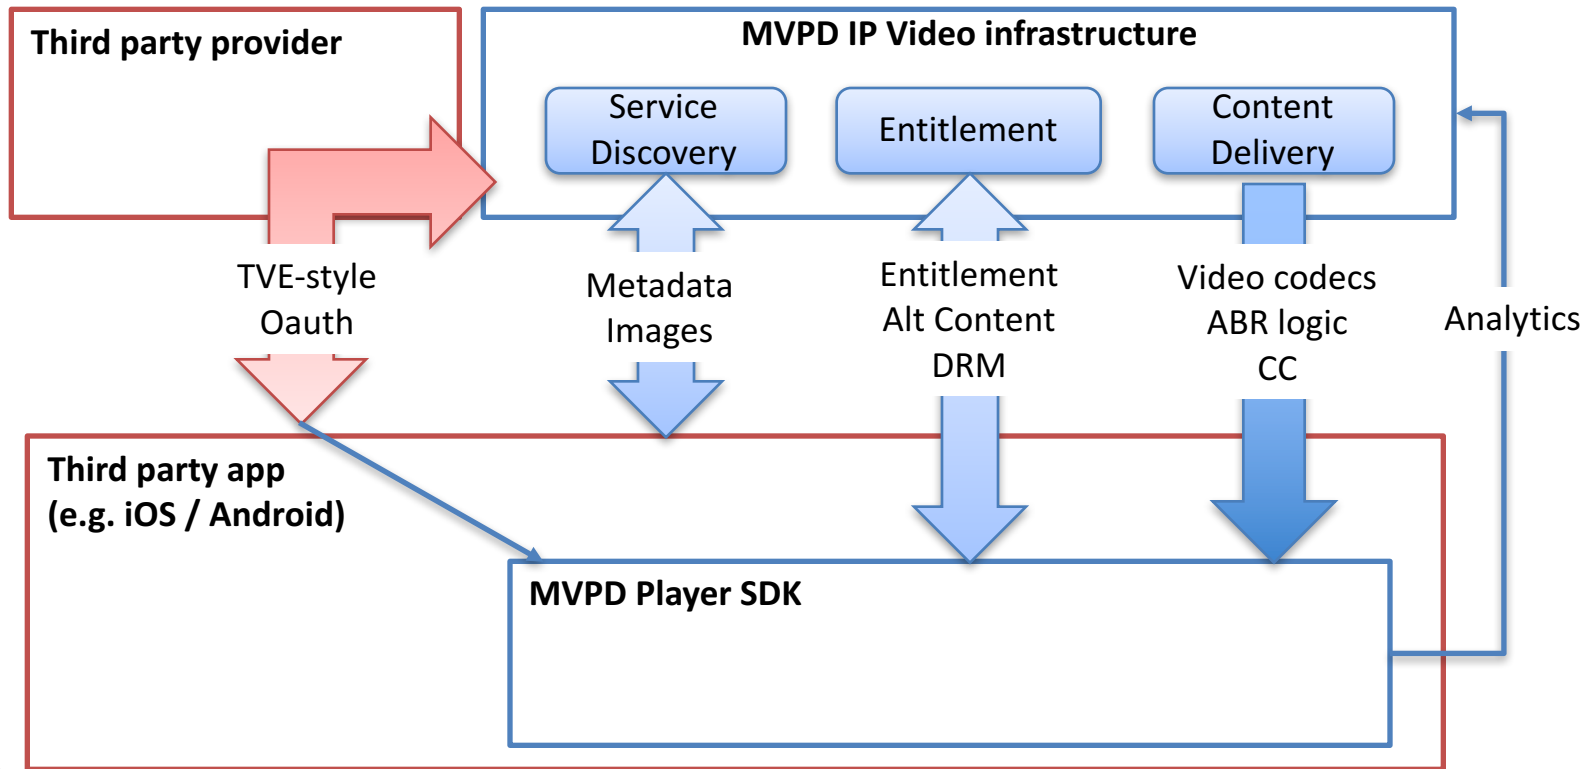 Third party provider
MVPD IP Video infrastructure
Service
Discovery
Entitlement
Content
Delivery
TVE-style
Oauth
Metadata
Images
Entitlement
Alt Content
DRM
Video codecs
ABR logic
CC
Analytics
Third party app
(e.g. iOS / Android)
MVPD Player SDK